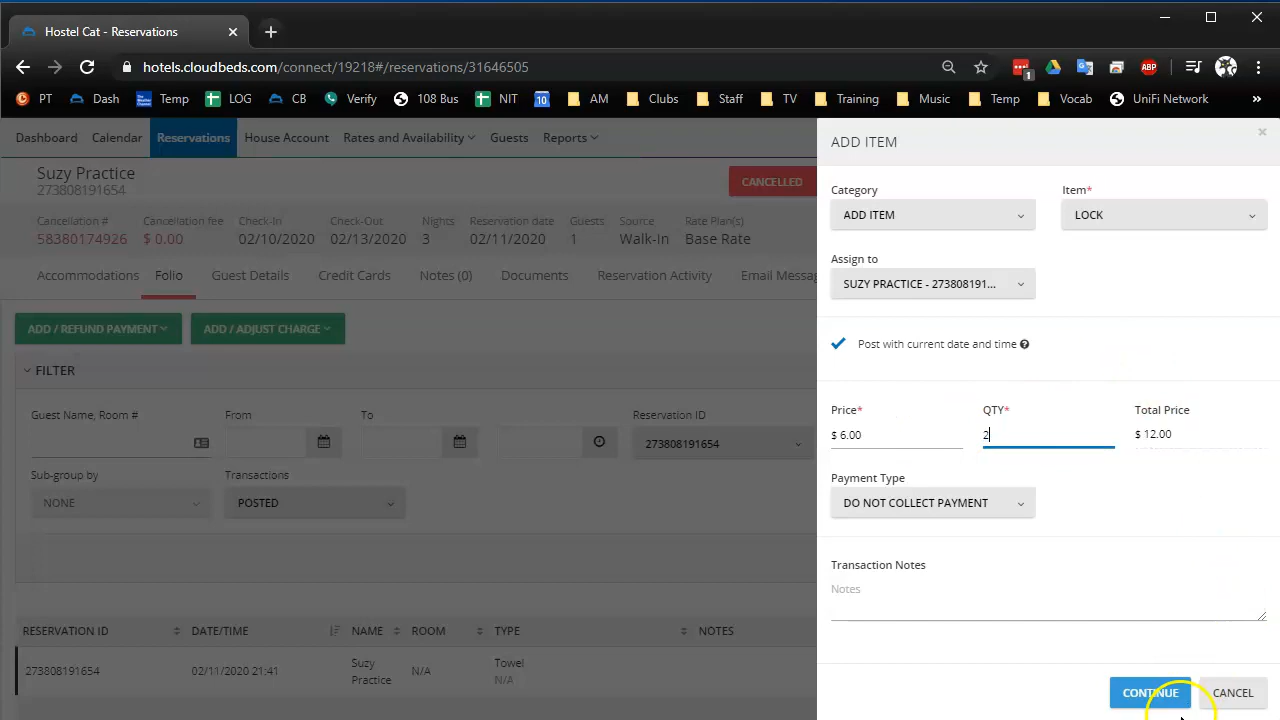 Hostel Cat - Reservations
hotels.cloudbeds.com/connect/19218#/reservations/31646505
1
ABP
PT Dash Temp LOG CB Verify 108 Bus NIT 10 AM Clubs Staff TV Training Music Temp Vocab UniFi Network »
Dashboard Calendar Reservations House Account Rates and Availability Guests Reports
Suzy Practice
273808191654
CANCELLED
Cancellation # Cancellation fee Check-In Check-Out Nights Reservation date Guests Source Rate Plan(s)
58380174926 $ 0.00 02/10/2020 02/13/2020 3 02/11/2020 1 Walk-In Base Rate
Accommodations Folio Guest Details Credit Cards Notes (0) Documents Reservation Activity Email Messag
ADD / REFUND PAYMENT ADD / ADJUST CHARGE
FILTER
Guest Name, Room # From To Reservation ID
273808191654
Sub-group by Transactions
NONE POSTED
RESERVATION ID DATE/TIME NAME ROOM TYPE NOTES
273808191654 02/11/2020 21:41 Suzy Practice N/A Towel N/A
ADD ITEM ×
Category Item*
ADD ITEM LOCK
Assign to
SUZY PRACTICE - 273808191...
Post with current date and time ?
Price* QTY* Total Price
$ 6.00 2 $ 12.00
Payment Type
DO NOT COLLECT PAYMENT
Transaction Notes
Notes
CONTINUE CANCEL